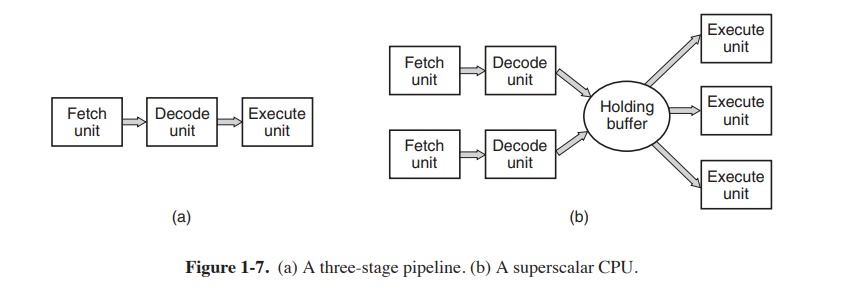 Fetch
unit
Decode
unit
Execute
unit
(a)
Fetch
unit
Decode
unit
Fetch
unit
Decode
unit
Holding
buffer
Execute
unit
Execute
unit
Execute
unit
(b)
Figure 1-7. (a) A three-stage pipeline. (b) A superscalar CPU.